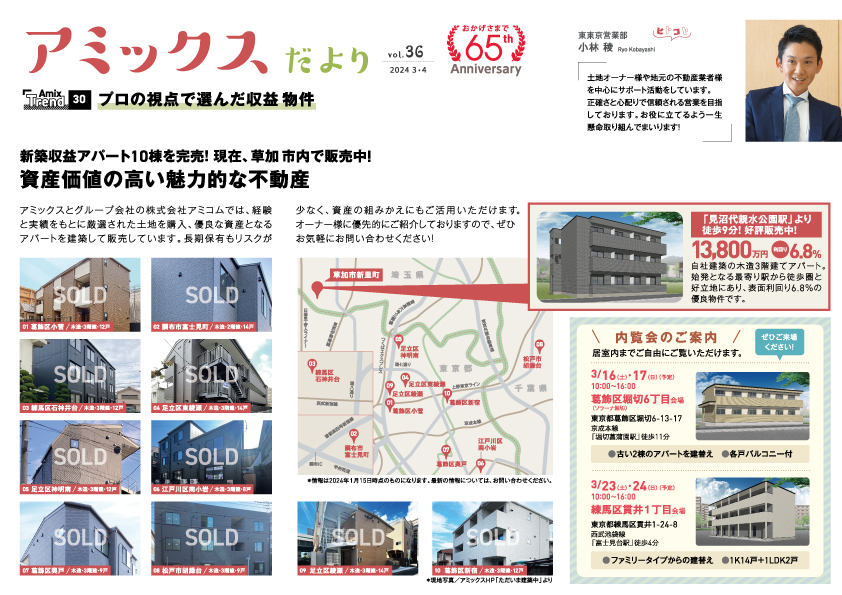 アミックスだより
vol.36
2024 3・4
おかげさまで
65th
Anniversary
東東京営業部
小林 稜 Ryo Kobayashi
ヒトコト
土地オーナー様や地元の不動産業者様
を中心にサポート活動をしています。
正確さと心配りで信頼される営業を目指
しております。お役に立てるよう一生
懸命取り組んでまいります!
Amix Trend 30 プロの視点で選んだ収益物件
新築収益アパート10棟を完売! 現在、草加市内で販売中!
資産価値の高い魅力的な不動産
アミックスとグループ会社の株式会社アミコムでは、経験
と実績をもとに厳選された土地を購入、優良な資産となる
アパートを建築して販売しています。長期保有もリスクが
少なく、資産の組みかえにもご活用いただけます。
オーナー様に優先的にご紹介しておりますので、ぜひ
お気軽にお問い合わせください!
「見沼代親水公園駅」より
徒歩9分! 好評販売中!
13,800万円 利回り6.8%
自社建築の木造3階建てアパート。
始発となる最寄り駅から徒歩圏と
好立地にあり、表面利回り6.8%の
優良物件です。
SOLD
01 葛飾区小菅/木造・3階建・12戸
SOLD
02 調布市富士見町/木造・2階建・14戸
SOLD
03 練馬区石神井台/木造・3階建・12戸
SOLD
04 足立区東綾瀬/木造・3階建・14戸
SOLD
05 足立区神明南/木造・3階建・12戸
SOLD
06 江戸川区南小岩/木造・3階建・8戸
SOLD
07 葛飾区奥戸/木造・3階建・9戸
SOLD
08 松戸市胡録台/木造・3階建・9戸
SOLD
09 足立区綾瀬/木造・3階建・14戸
SOLD
10 葛飾区新宿/木造・3階建・12戸
草加市新里町
埼玉県
東京都
千葉県
05 足立区
神明南
08
松戸市
胡録台
03
練馬区
石神井台
04 足立区東綾瀬
09 足立区綾瀬
01 葛飾区小菅
10
葛飾区新宿
上野東京ライン
京成本線
02
調布市
富士見町
07
葛飾区奥戸
江戸川区
南小岩
06
*情報は2024年1月15日時点のものになります。最新の情報については、お問い合わせください。
*現地写真/アミックスHP「ただいま建築中」より
内覧会のご案内
居室内までご自由にご覧いただけます。
ぜひご来場
ください!
3/16(土)・17(日)(予定)
10:00~16:00
葛飾区堀切6丁目会場
東京都葛飾区堀切6-13-17
京成本線
「堀切菖蒲園駅」徒歩11分
●古い2棟のアパートを建替え ●各戸バルコニー付
3/23(土)・24(日)(予定)
10:00~16:00
練馬区貫井1丁目会場
東京都練馬区貫井1-24-8
西武池袋線
「富士見台駅」徒歩4分
●ファミリータイプからの建替え ●1K14戸+1LDK2戸